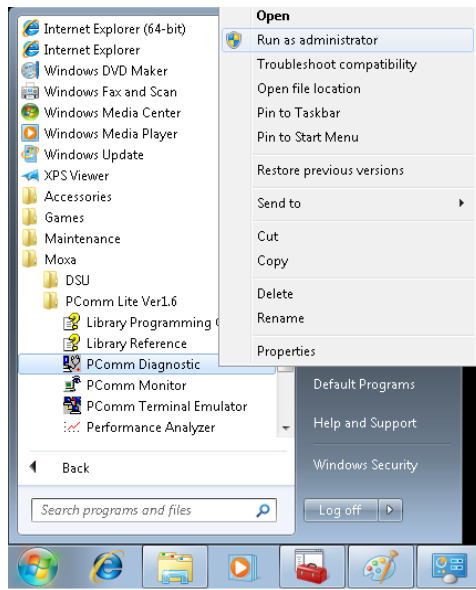 Internet Explorer (64-bit)
Internet Explorer
Windows DVD Maker
Windows Fax and Scan
Windows Media Center
Windows Media Player
Windows Update
XPS Viewer
Accessories
Games
Maintenance
Moxa
DSU
PComm Lite Ver1.6
Library Programming
Library Reference
PComm Diagnostic
PComm Monitor
PComm Terminal Emulator
Performance Analyzer
Back
Search programs and files
Open
Run as administrator
Troubleshoot compatibility
Open file location
Pin to Taskbar
Pin to Start Menu
Restore previous versions
Send to
Cut
Copy
Delete
Rename
Properties
Default Programs
Help and Support
Windows Security
Log off